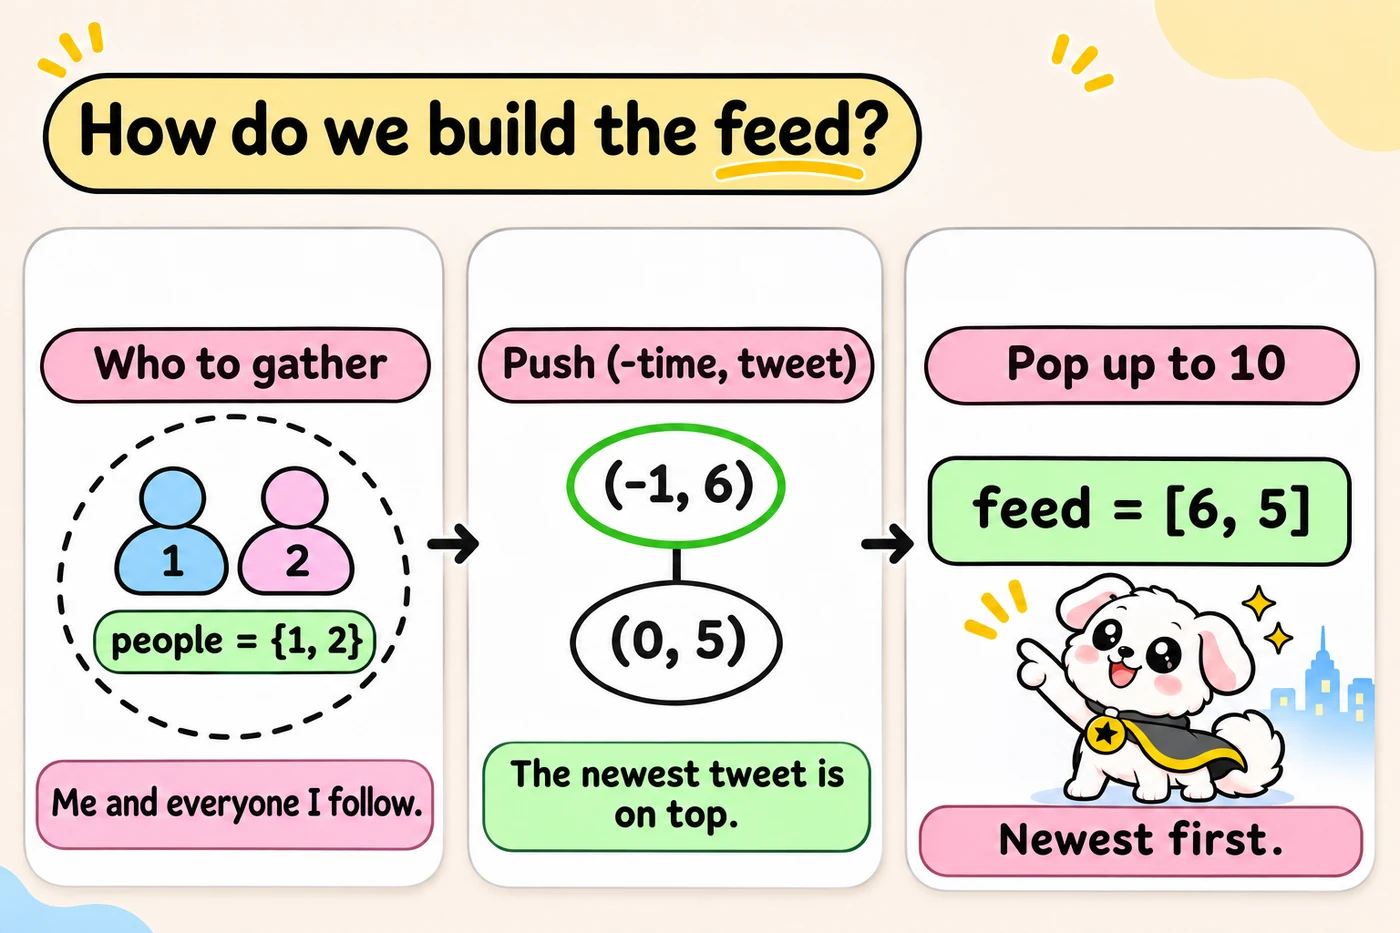 How do we build the feed?
Who to gather
1
2
people = {1, 2}
Me and everyone I follow.
Push (-time, tweet)
(-1, 6)
(0, 5)
The newest tweet is
on top.
Pop up to 10
feed = [6, 5]
Newest first.